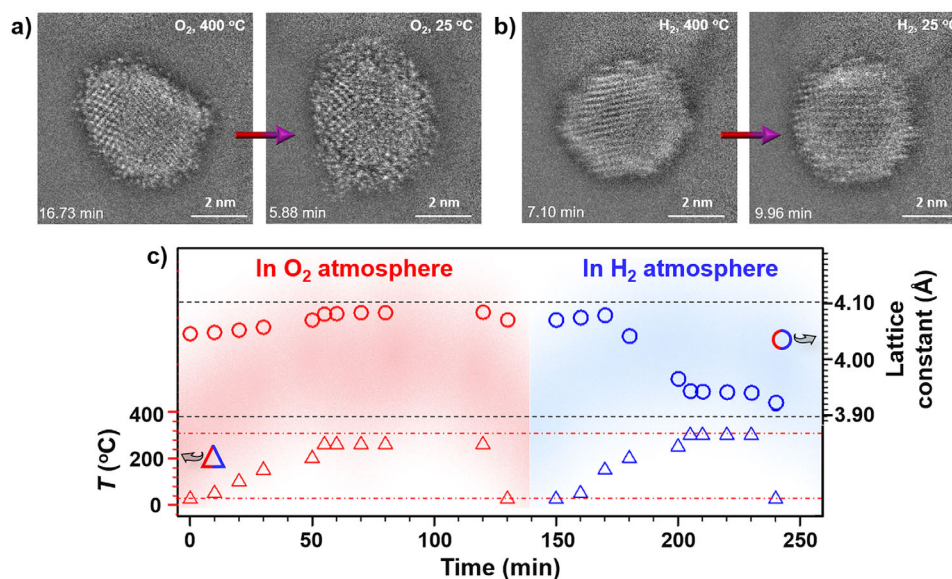 a)
O₂, 400 °C
16.73 min
2 nm
O₂, 25 °C
5.88 min
2 nm
b)
H₂, 400 °C
7.10 min
2 nm
H₂, 25 °C
9.96 min
2 nm
c)
In O₂ atmosphere
In H₂ atmosphere
4.10
4.00
3.90
Lattice
constant (Å)
400
200
0
T (°C)
0
50
100
150
200
250
Time (min)